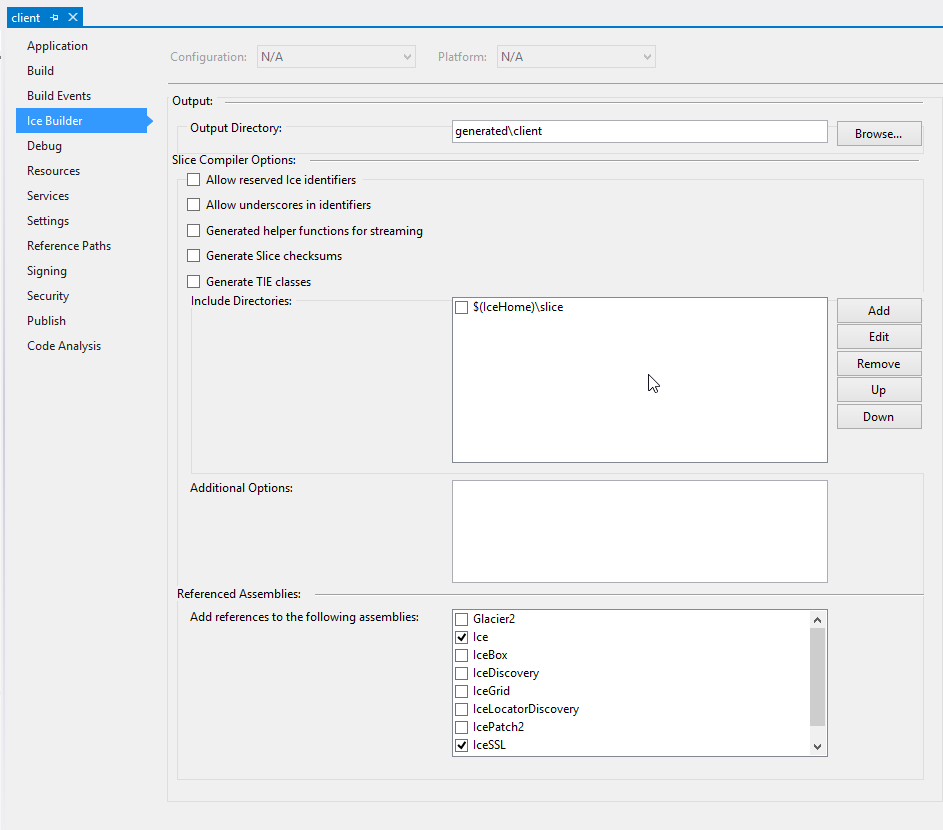 client
Application
Build
Build Events
Ice Builder
Debug
Resources
Services
Settings
Reference Paths
Signing
Security
Publish
Code Analysis
Configuration: N/A Platform: N/A
Output:
Output Directory: generated\client Browse...
Slice Compiler Options:
Allow reserved Ice identifiers
Allow underscores in identifiers
Generated helper functions for streaming
Generate Slice checksums
Generate TIE classes
Include Directories: $(IceHome)\slice
Add
Edit
Remove
Up
Down
Additional Options:
Referenced Assemblies:
Add references to the following assemblies:
Glacier2
Ice
IceBox
IceDiscovery
IceGrid
IceLocatorDiscovery
IcePatch2
IceSSL